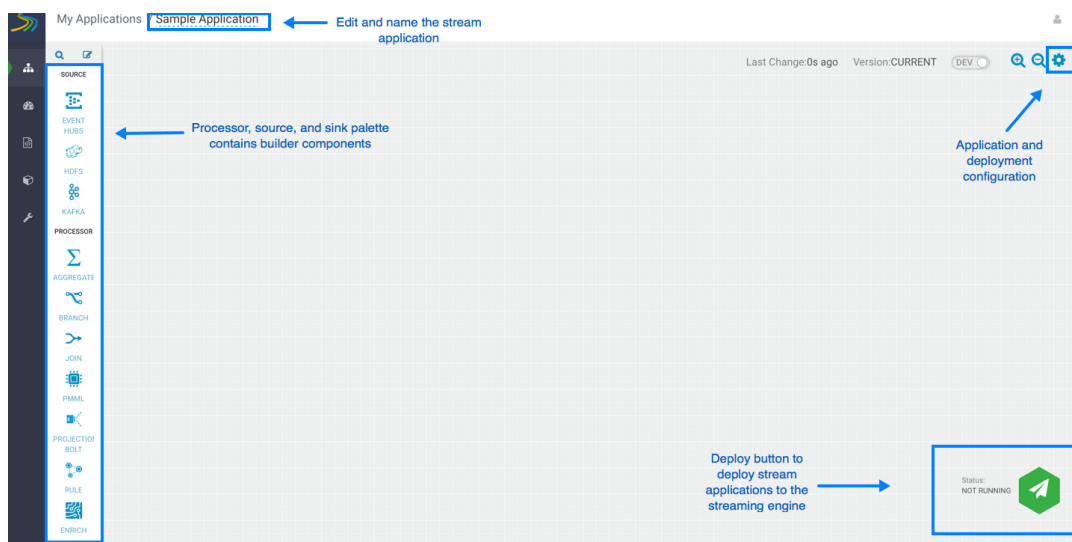 My Applications / Sample Application
Edit and name the stream
application
Last Change:0s ago Version:CURRENT DEV
SOURCE
EVENT
HUBS
HDFS
KAFKA
PROCESSOR
AGGREGATE
BRANCH
JOIN
PMML
PROJECTION
BOLT
RULE
ENRICH
Processor, source, and sink palette
contains builder components
Application and
deployment
configuration
Deploy button to
deploy stream
applications to the
streaming engine
Status:
NOT RUNNING